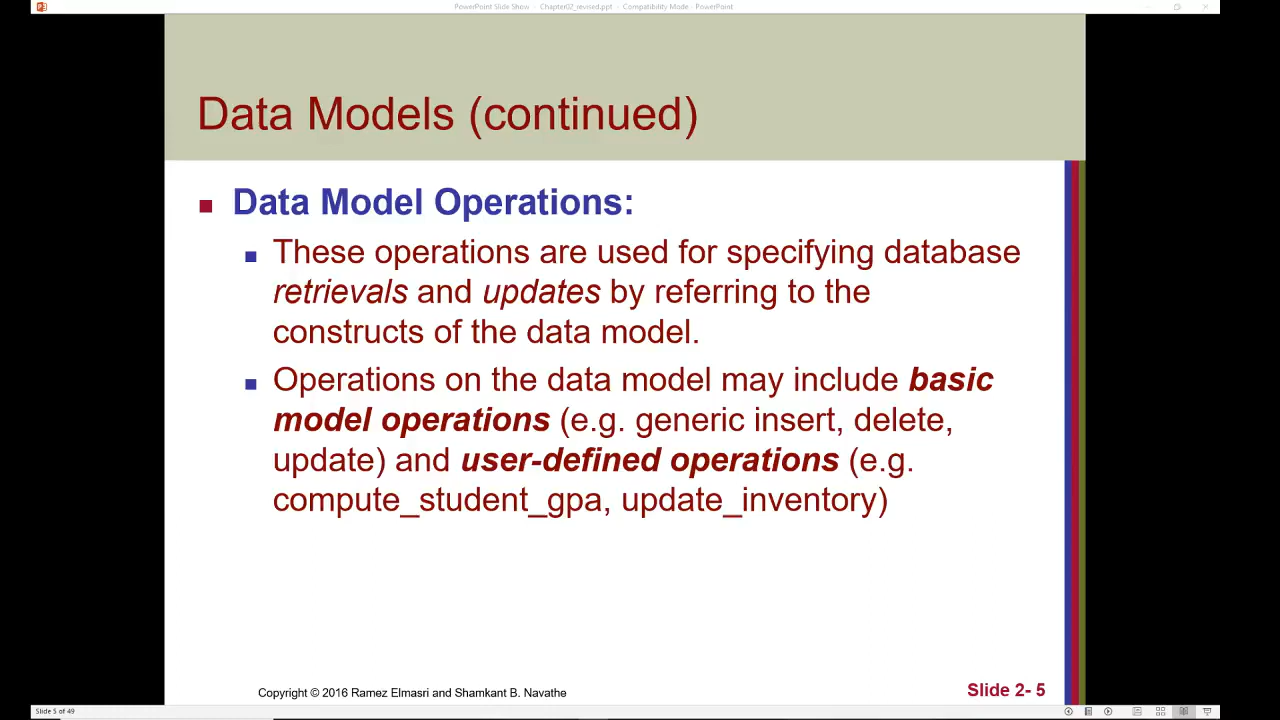 PowerPoint Slide Show - Chapter02_revised.ppt - Compatibility Mode - PowerPoint
Data Models (continued)
Data Model Operations:
These operations are used for specifying database
retrievals and updates by referring to the
constructs of the data model.
Operations on the data model may include basic
model operations (e.g. generic insert, delete,
update) and user-defined operations (e.g.
compute_student_gpa, update_inventory)
Copyright © 2016 Ramez Elmasri and Shamkant B. Navathe
Slide 2- 5
Slide 5 of 49